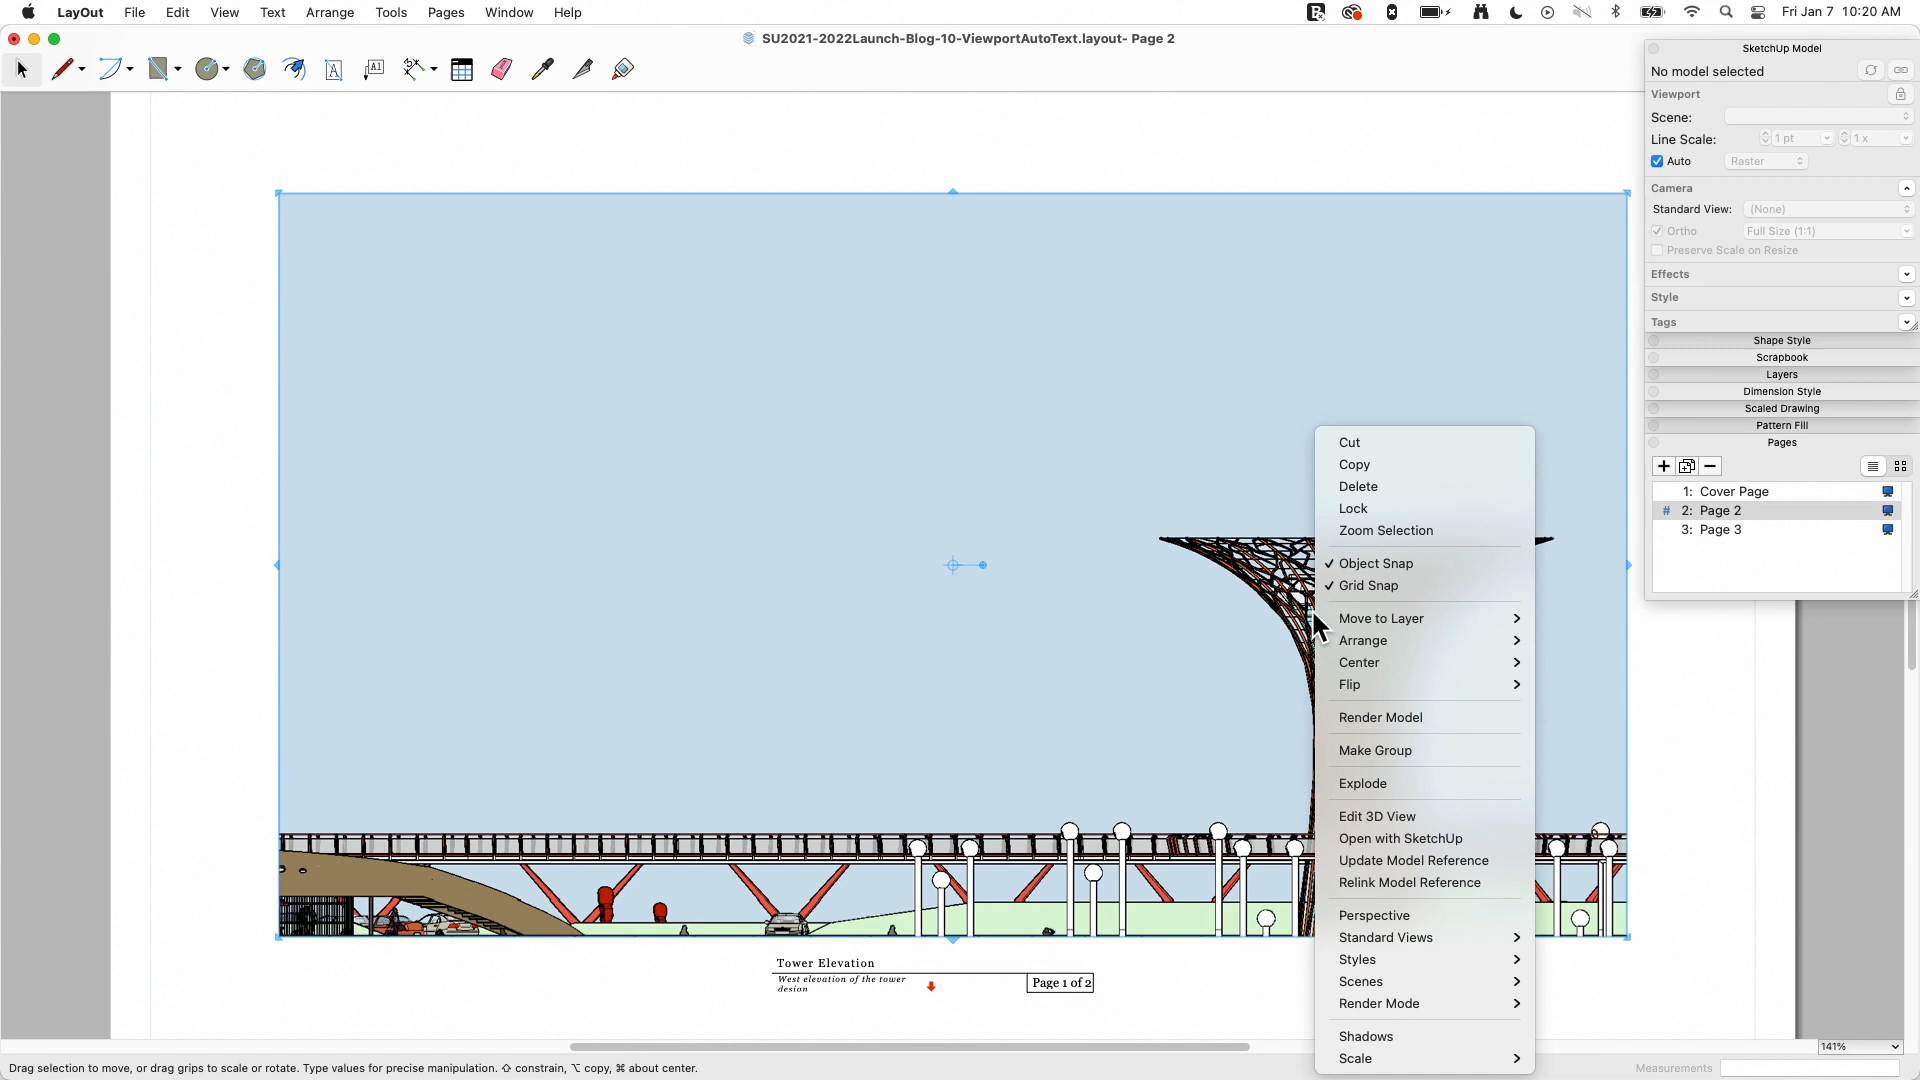 LayOut File Edit View Text Arrange Tools Pages Window Help Fri Jan 7 10:20 AM
SU2021-2022Launch-Blog-10-ViewportAutoText.layout- Page 2
A1
SketchUp Model
No model selected
Viewport
Scene:
Line Scale: 1 pt 1 x
Auto Raster
Camera
Standard View: (None)
Ortho Full Size (1:1)
Preserve Scale on Resize
Effects
Style
Tags
Shape Style
Scrapbook
Layers
Dimension Style
Scaled Drawing
Pattern Fill
Pages
1: Cover Page
# 2: Page 2
3: Page 3
Cut
Copy
Delete
Lock
Zoom Selection
✓ Object Snap
✓ Grid Snap
Move to Layer
Arrange
Center
Flip
Render Model
Make Group
Explode
Edit 3D View
Open with SketchUp
Update Model Reference
Relink Model Reference
Perspective
Standard Views
Styles
Scenes
Render Mode
Shadows
Scale
Tower Elevation
West elevation of the tower
design
Page 1 of 2
141%
Drag selection to move, or drag grips to scale or rotate. Type values for precise manipulation. ⇧ constrain, ⌥ copy, ⌘ about center.
Measurements